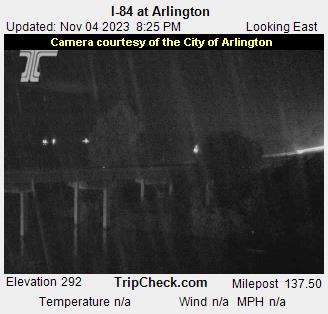 I-84 at Arlington
Updated: Nov 04 2023 8:25 PM Looking East
Camera courtesy of the City of Arlington
Elevation 292 TripCheck.com Milepost 137.50
Temperature n/a Wind n/a MPH n/a